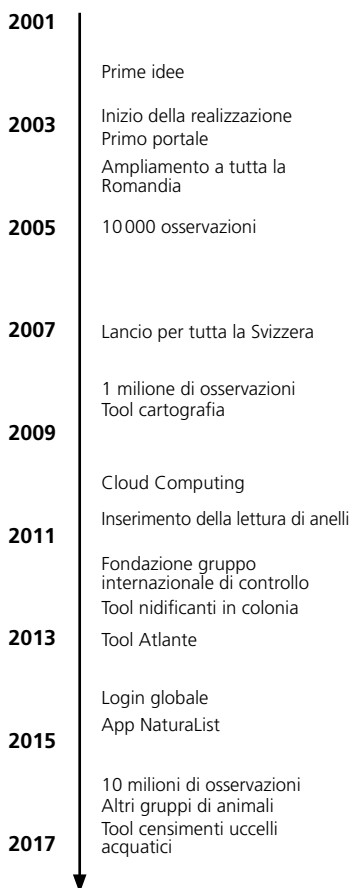 2001
Prime idee
Inizio della realizzazione
2003
Primo portale
Ampliamento a tutta la
Romandia
2005
10 000 osservazioni
2007
Lancio per tutta la Svizzera
1 milione di osservazioni
Tool cartografia
2009
Cloud Computing
Inserimento della lettura di anelli
2011
Fondazione gruppo
internazionale di controllo
Tool nidificanti in colonia
2013
Tool Atlante
Login globale
App NaturaList
2015
10 milioni di osservazioni
Altri gruppi di animali
Tool censimenti uccelli
2017
acquatici